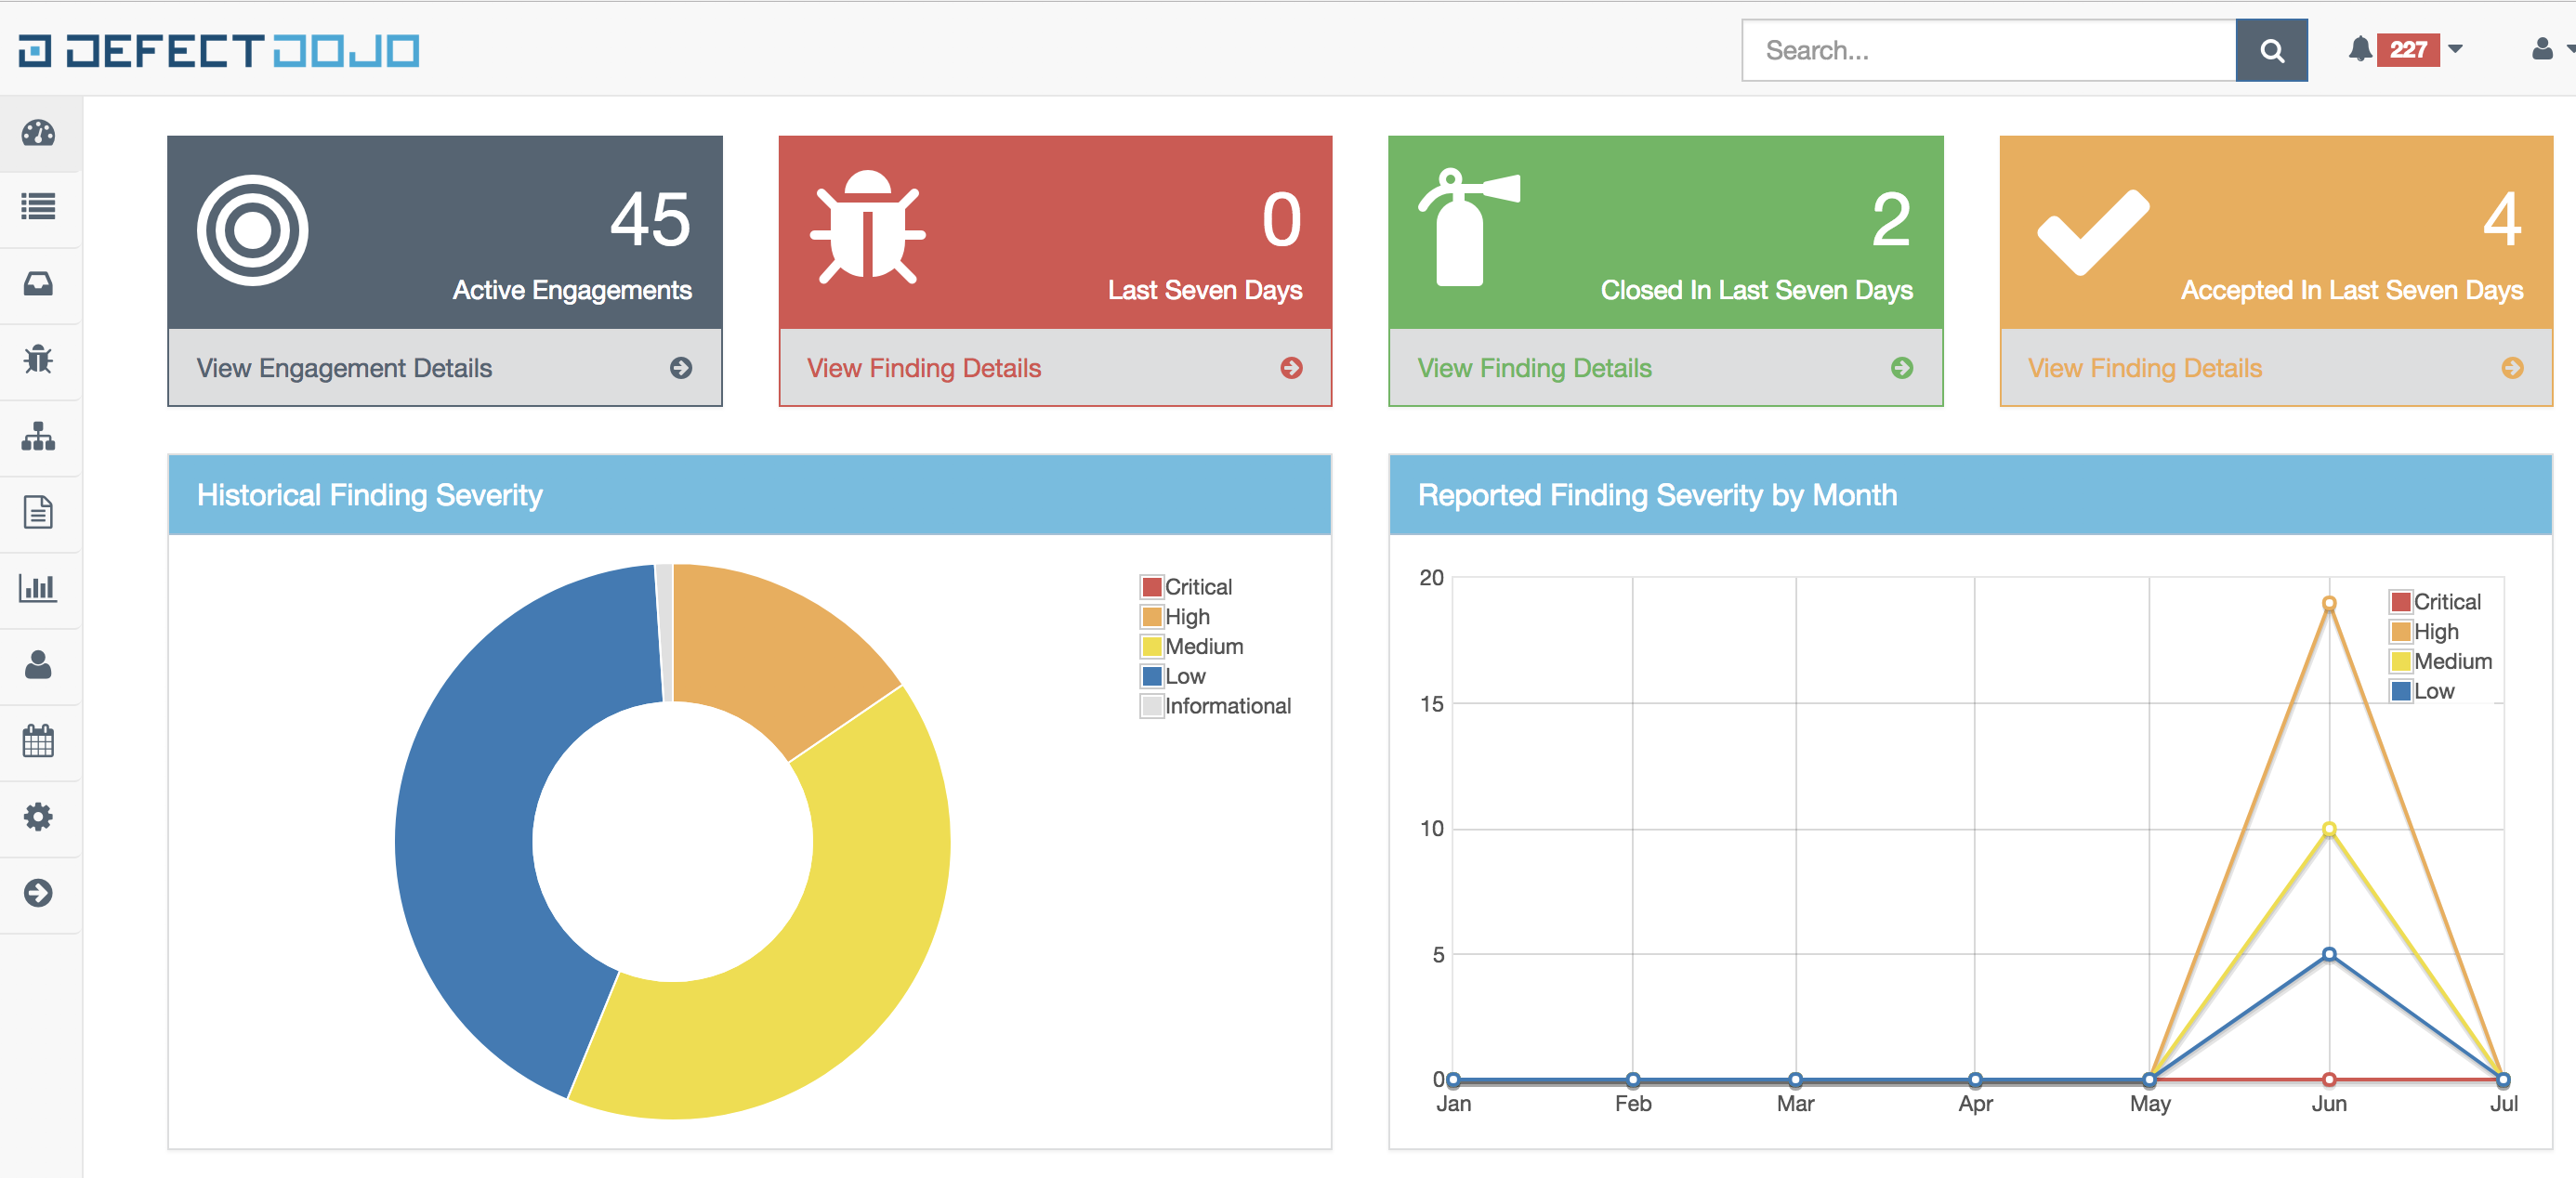 DEFECTDOJO
Search...
227
45
Active Engagements
View Engagement Details
0
Last Seven Days
View Finding Details
2
Closed In Last Seven Days
View Finding Details
4
Accepted In Last Seven Days
View Finding Details
Historical Finding Severity
Critical
High
Medium
Low
Informational
Reported Finding Severity by Month
20
15
10
5
0
Jan Feb Mar Apr May Jun Jul
Critical
High
Medium
Low